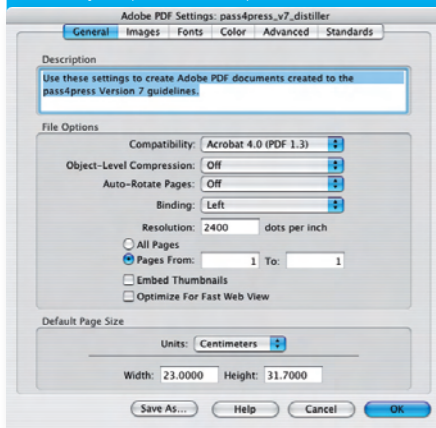 Adobe PDF Settings: pass4press_v7_distiller
General Images Fonts Color Advanced Standards
Description
Use these settings to create Adobe PDF documents created to the
pass4press Version 7 guidelines.
File Options
Compatibility: Acrobat 4.0 (PDF 1.3)
Object-Level Compression: Off
Auto-Rotate Pages: Off
Binding: Left
Resolution: 2400 dots per inch
All Pages
Pages From: 1 To: 1
Embed Thumbnails
Optimize For Fast Web View
Default Page Size
Units: Centimeters
Width: 23.0000 Height: 31.7000
Save As... Help Cancel OK